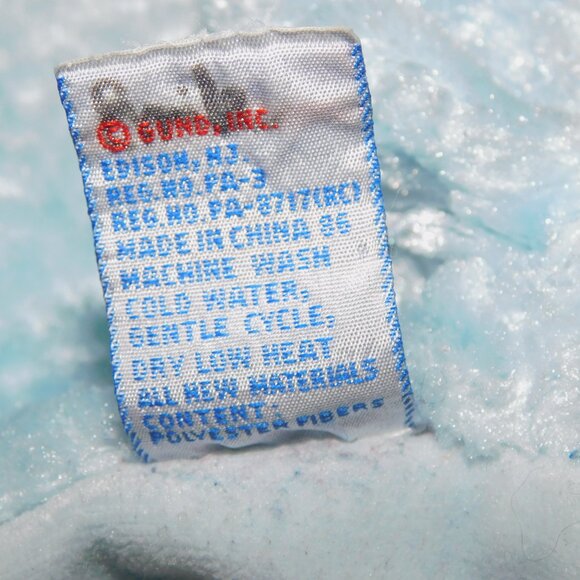 © GUND, INC.
EDISON, NJ.
REG.NO.PA-3
REG.NO.PA-8717(RC)
MADE IN CHINA 86
MACHINE WASH
COLD WATER,
GENTLE CYCLE,
DRY LOW HEAT
ALL NEW MATERIALS
CONTENT:
POLYESTER FIBERS